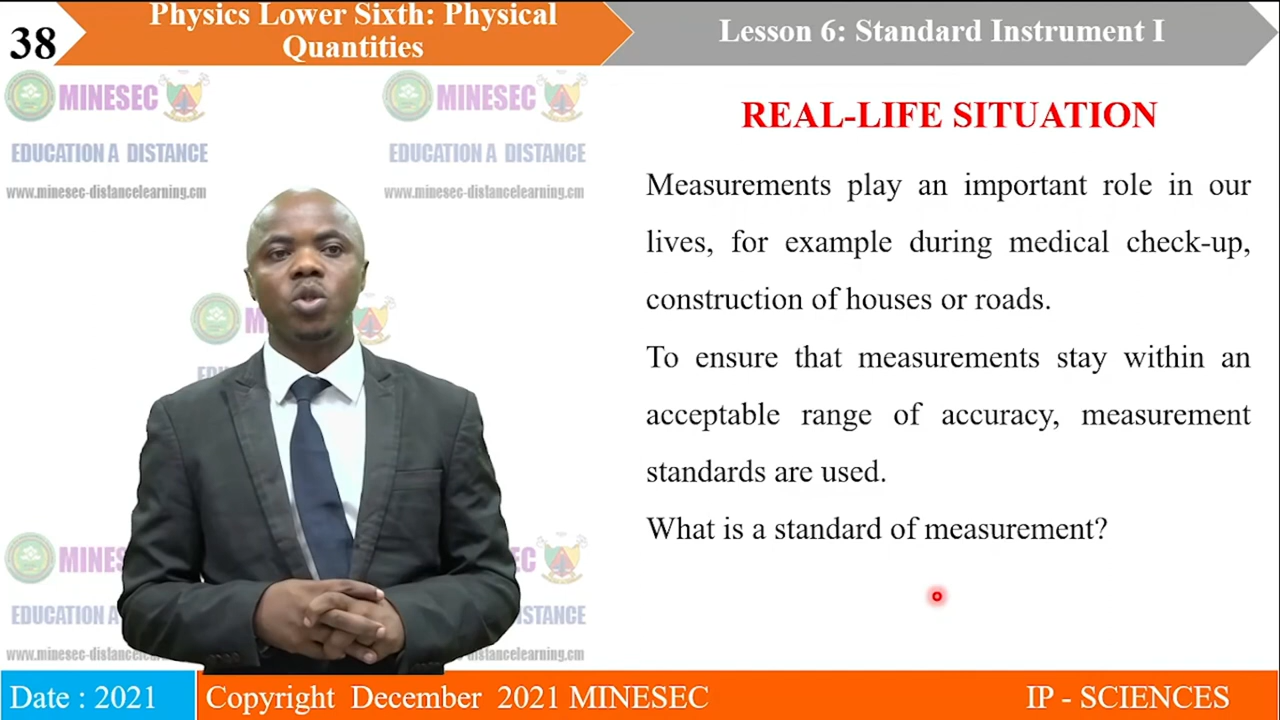 38
Physics Lower Sixth: Physical
Quantities
Lesson 6: Standard Instrument I
MINESEC
MINESEC
EDUCATION A DISTANCE
EDUCATION A DISTANCE
www.minesec-distancelearning.cm
www.minesec-distancelearning.cm
REAL-LIFE SITUATION
Measurements play an important role in our
lives, for example during medical check-up,
construction of houses or roads.
To ensure that measurements stay within an
acceptable range of accuracy, measurement
standards are used.
What is a standard of measurement?
Date : 2021
Copyright December 2021 MINESEC
IP - SCIENCES